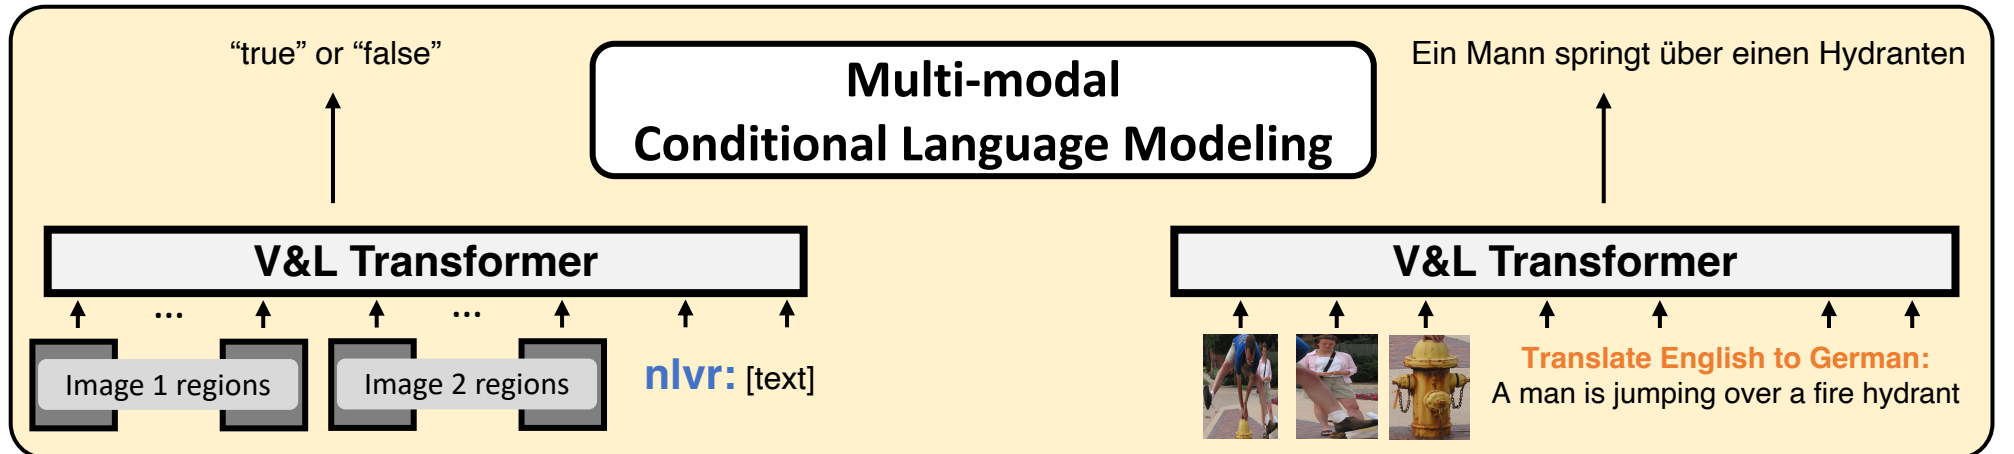 “true” or “false”
Multi-modal
Conditional Language Modeling
Ein Mann springt über einen Hydranten
V&L Transformer
V&L Transformer
...
...
Image 1 regions
Image 2 regions
nlvr: [text]
Translate English to German:
A man is jumping over a fire hydrant